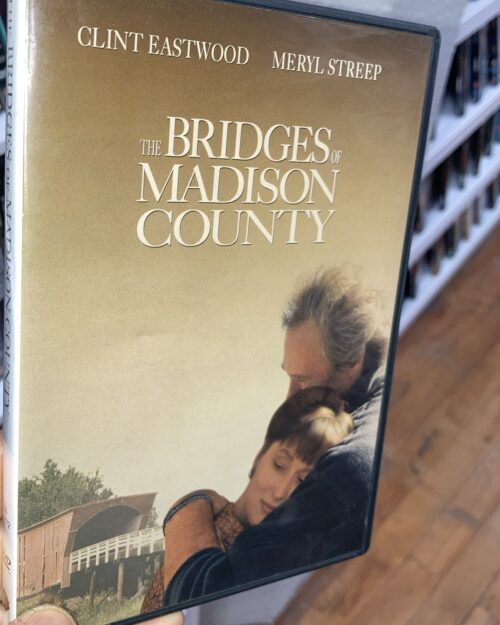 CLINT EASTWOOD MERYL STREEP
THE BRIDGES OF
MADISON
COUNTY